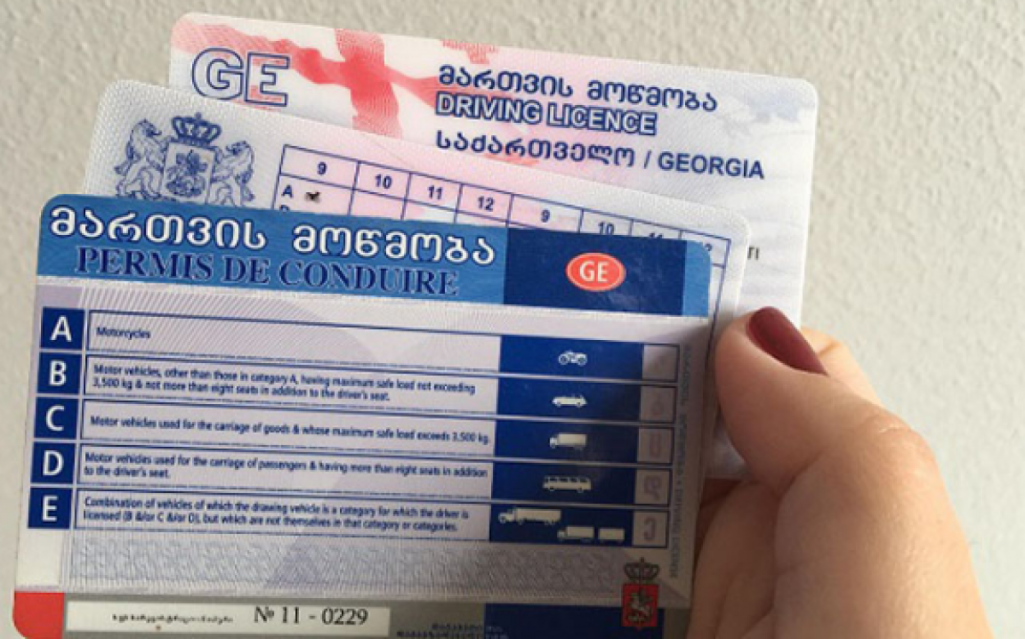 GE
მართვის მოწმობა
DRIVING LICENCE
საქართველო / GEORGIA
9 10 11 12 9 10 11
A
მართვის მოწმობა
PERMIS DE CONDUIRE
GE
A
Motorcycles
B
Motor vehicles, other than those in category A, having maximum safe load not exceeding
3,500 kg & not more than eight seats in addition to the driver's seat.
C
Motor vehicles used for the carriage of goods & whose maximum safe load exceeds 3,500 kg.
D
Motor vehicles used for the carriage of passengers & having more than eight seats in addition
to the driver's seat.
E
Combination of vehicles of which the drawing vehicle is a category for which the driver is
licensed (B &/or C &/or D), but which are not themselves in that category or categories.
№ 11 - 0229